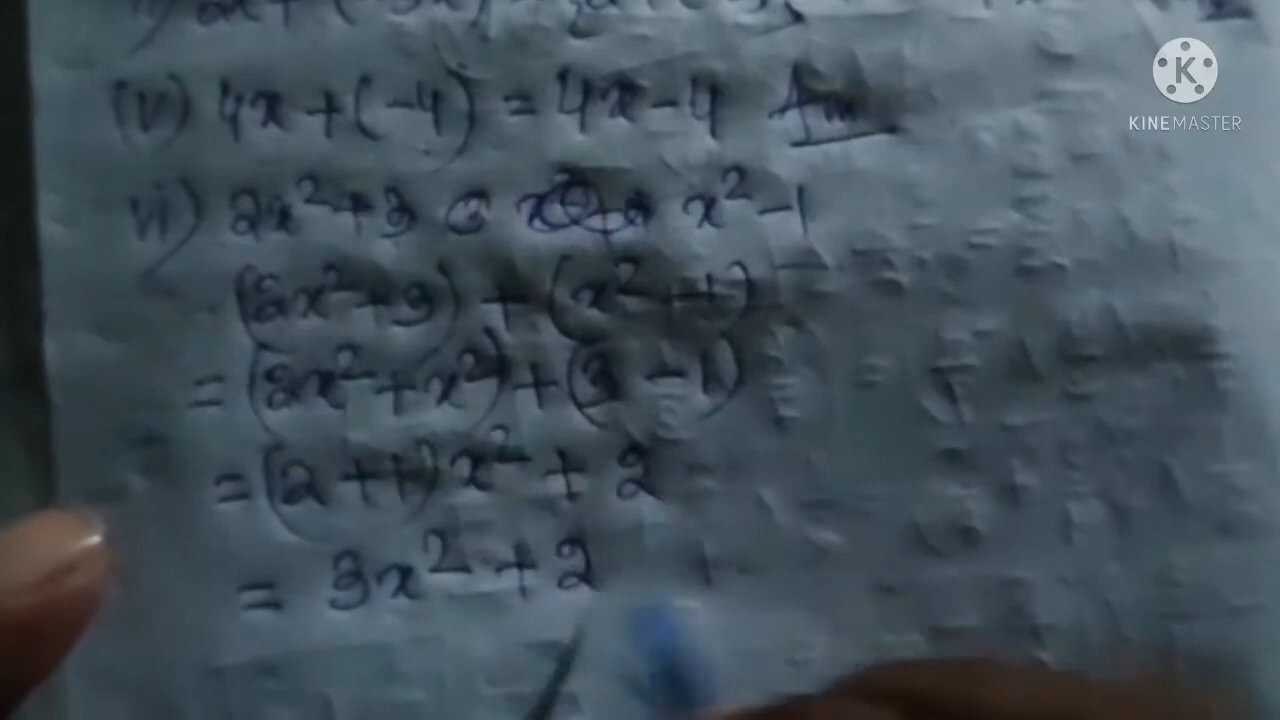 (v) 4x+(-4) = 4x-4 Ans
KINEMASTER
vi) 2x²+3 x²-1
(2x²+3) + (x²-1)
= (2x²+x²)+(3-1)
= (2+1)x² + 2
= 3x²+2